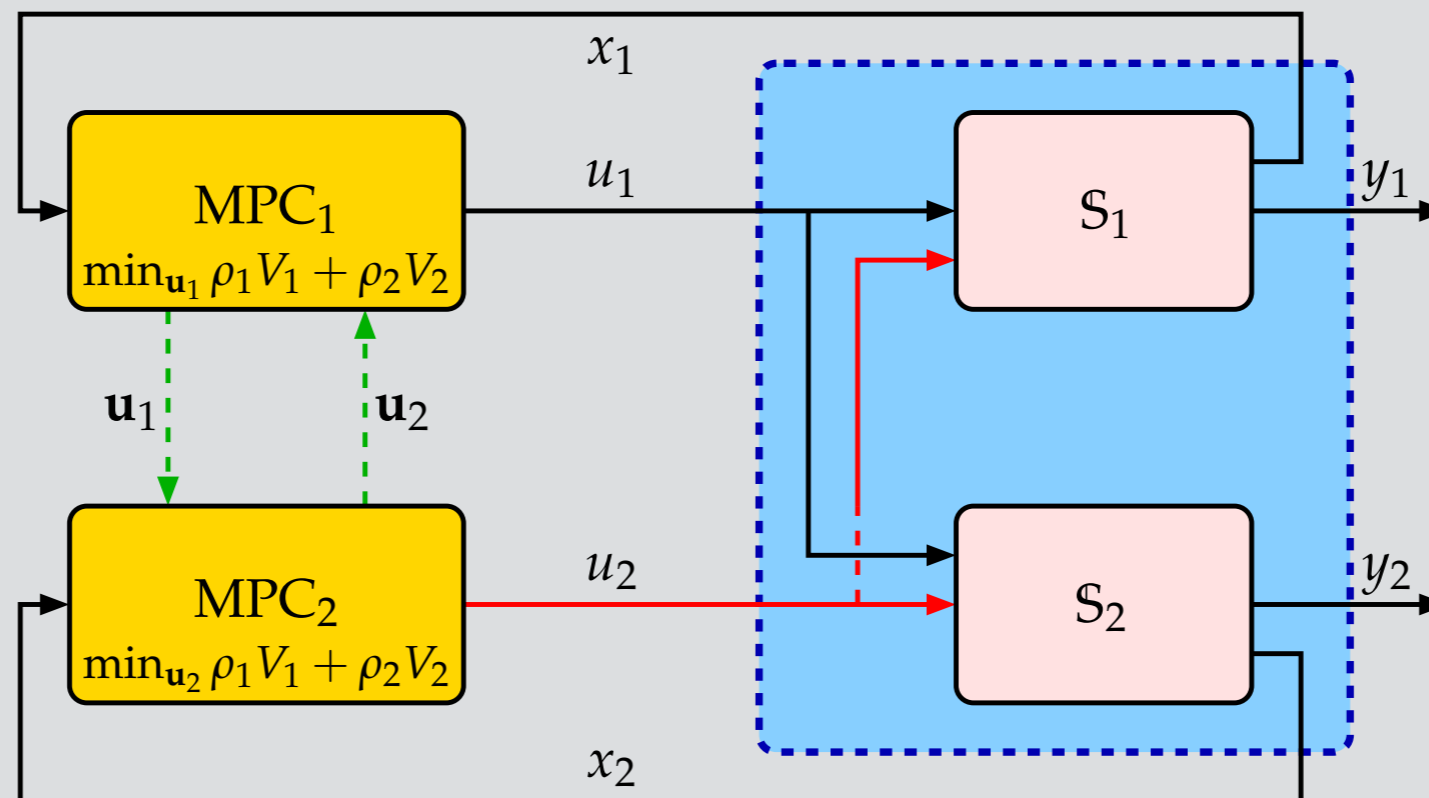 x₁
u₁
y₁
MPC₁
min𝐮₁ ρ₁V₁ + ρ₂V₂
𝕊₁
𝐮₁
𝐮₂
u₂
y₂
MPC₂
min𝐮₂ ρ₁V₁ + ρ₂V₂
𝕊₂
x₂